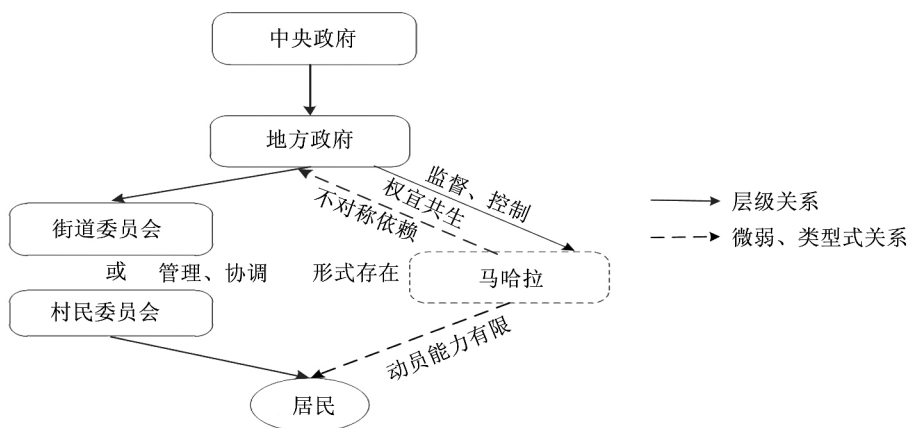 中央政府
地方政府
监督、控制
权宜共生
不对称依赖
层级关系
街道委员会
微弱、类型式关系
或
管理、协调
形式存在
马哈拉
村民委员会
动员能力有限
居民